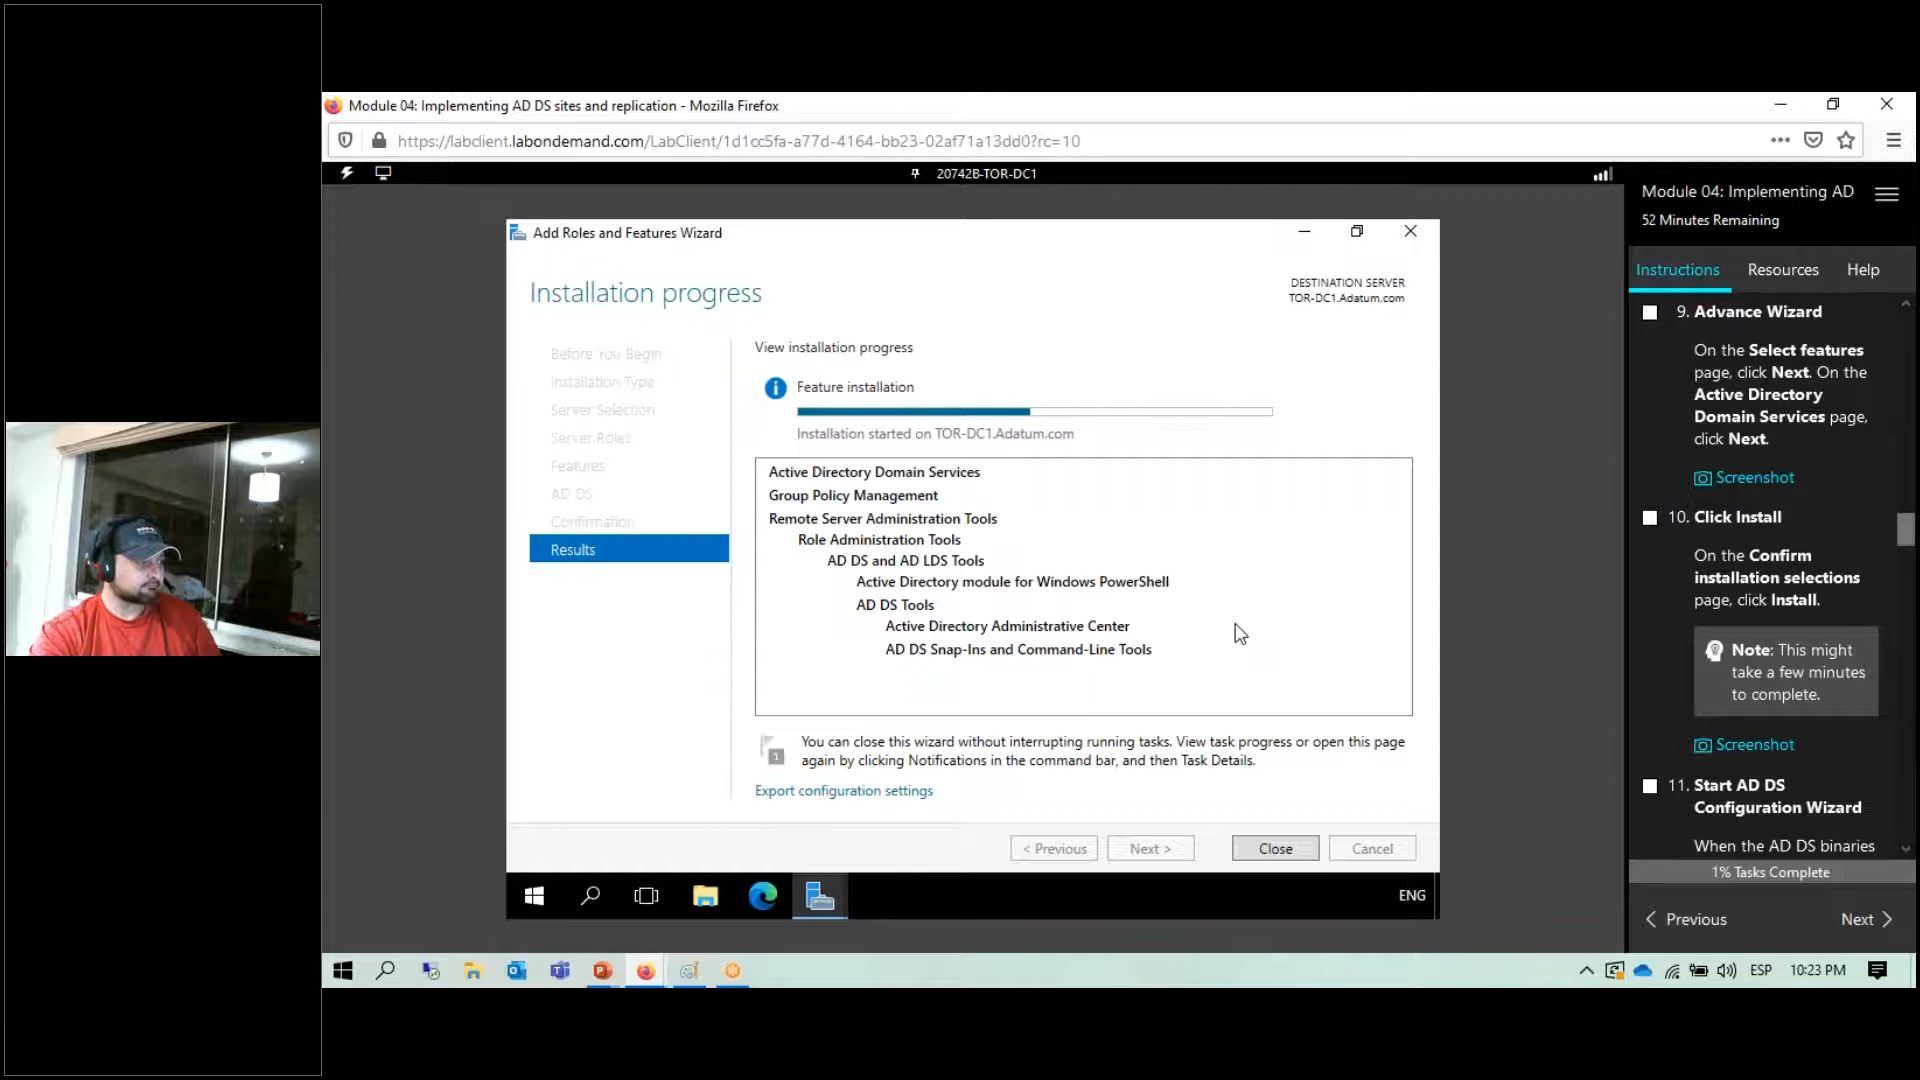 Module 04: Implementing AD DS sites and replication - Mozilla Firefox
https://labclient.labondemand.com/LabClient/1d1cc5fa-a77d-4164-bb23-02af71a13dd0?rc=10
20742B-TOR-DC1
Add Roles and Features Wizard
Installation progress
DESTINATION SERVER
TOR-DC1.Adatum.com
Before You Begin
Installation Type
Server Selection
Server Roles
Features
AD DS
Confirmation
Results
View installation progress
Feature installation
Installation started on TOR-DC1.Adatum.com
Active Directory Domain Services
Group Policy Management
Remote Server Administration Tools
Role Administration Tools
AD DS and AD LDS Tools
Active Directory module for Windows PowerShell
AD DS Tools
Active Directory Administrative Center
AD DS Snap-Ins and Command-Line Tools
1
You can close this wizard without interrupting running tasks. View task progress or open this page
again by clicking Notifications in the command bar, and then Task Details.
Export configuration settings
< Previous
Next >
Close
Cancel
ENG
Module 04: Implementing AD
52 Minutes Remaining
Instructions
Resources
Help
9. Advance Wizard
On the Select features
page, click Next. On the
Active Directory
Domain Services page,
click Next.
Screenshot
10. Click Install
On the Confirm
installation selections
page, click Install.
Note: This might
take a few minutes
to complete.
Screenshot
11. Start AD DS
Configuration Wizard
When the AD DS binaries
1% Tasks Complete
Previous
Next
ESP
10:23 PM